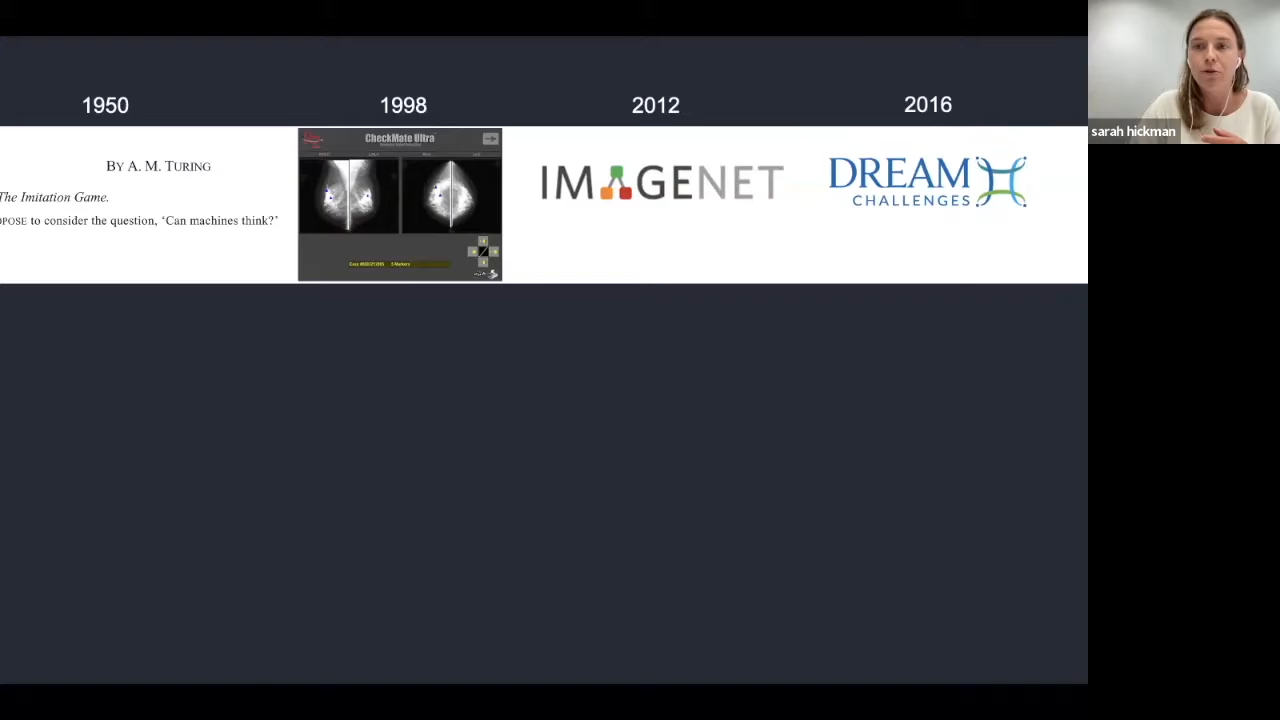 1950
1998
2012
2016
BY A. M. TURING
The Imitation Game.
OPOSE to consider the question, ‘Can machines think?’
CheckMate Ultra
IMAGENET
DREAM
CHALLENGES
sarah hickman